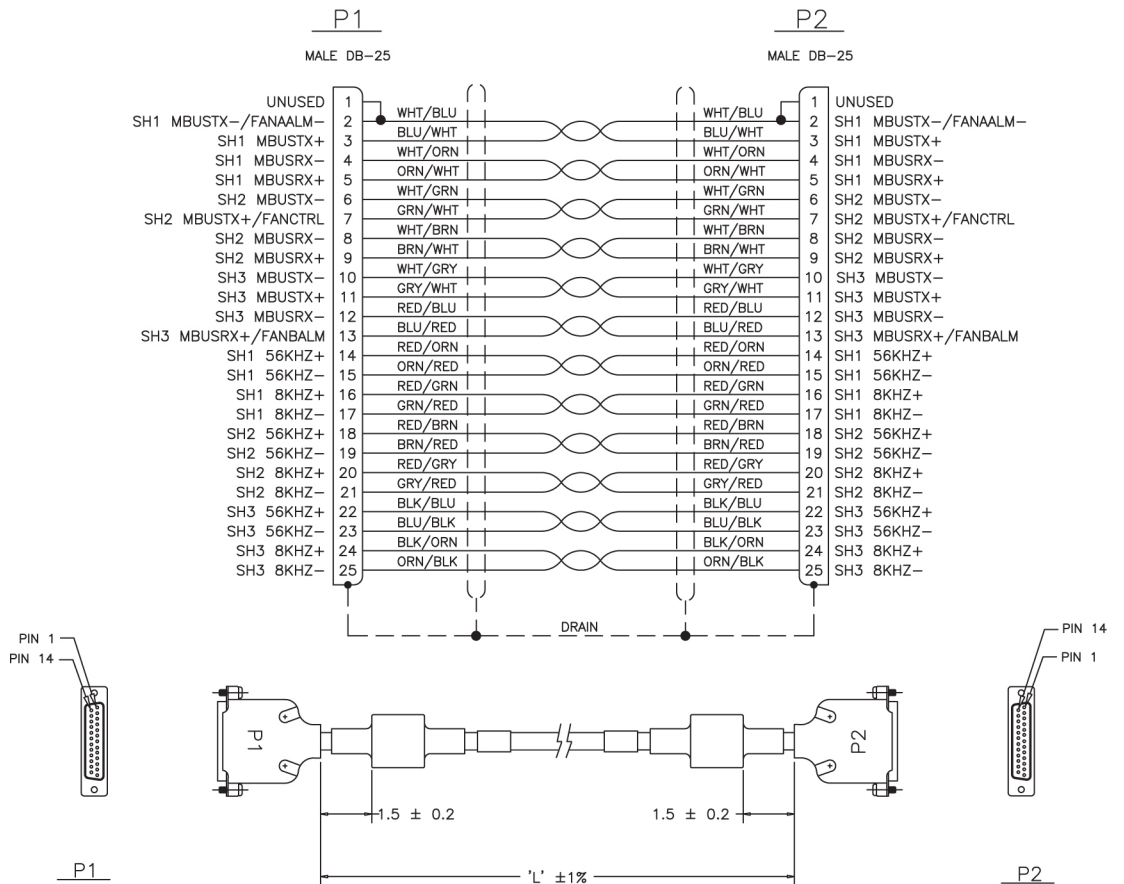 P1 P2
MALE DB-25 MALE DB-25
UNUSED 1 1 UNUSED
SH1 MBUSTX-/FANAALM- 2 WHT/BLU WHT/BLU 2 SH1 MBUSTX-/FANAALM-
SH1 MBUSTX+ 3 BLU/WHT BLU/WHT 3 SH1 MBUSTX+
SH1 MBUSRX- 4 WHT/ORN WHT/ORN 4 SH1 MBUSRX-
SH1 MBUSRX+ 5 ORN/WHT ORN/WHT 5 SH1 MBUSRX+
SH2 MBUSTX- 6 WHT/GRN WHT/GRN 6 SH2 MBUSTX-
SH2 MBUSTX+/FANCTRL 7 GRN/WHT GRN/WHT 7 SH2 MBUSTX+/FANCTRL
SH2 MBUSRX- 8 WHT/BRN WHT/BRN 8 SH2 MBUSRX-
SH2 MBUSRX+ 9 BRN/WHT BRN/WHT 9 SH2 MBUSRX+
SH3 MBUSTX- 10 WHT/GRY WHT/GRY 10 SH3 MBUSTX-
SH3 MBUSTX+ 11 GRY/WHT GRY/WHT 11 SH3 MBUSTX+
SH3 MBUSRX- 12 RED/BLU RED/BLU 12 SH3 MBUSRX-
SH3 MBUSRX+/FANBALM 13 BLU/RED BLU/RED 13 SH3 MBUSRX+/FANBALM
SH1 56KHZ+ 14 RED/ORN RED/ORN 14 SH1 56KHZ+
SH1 56KHZ- 15 ORN/RED ORN/RED 15 SH1 56KHZ-
SH1 8KHZ+ 16 RED/GRN RED/GRN 16 SH1 8KHZ+
SH1 8KHZ- 17 GRN/RED GRN/RED 17 SH1 8KHZ-
SH2 56KHZ+ 18 RED/BRN RED/BRN 18 SH2 56KHZ+
SH2 56KHZ- 19 BRN/RED BRN/RED 19 SH2 56KHZ-
SH2 8KHZ+ 20 RED/GRY RED/GRY 20 SH2 8KHZ+
SH2 8KHZ- 21 GRY/RED GRY/RED 21 SH2 8KHZ-
SH3 56KHZ+ 22 BLK/BLU BLK/BLU 22 SH3 56KHZ+
SH3 56KHZ- 23 BLU/BLK BLU/BLK 23 SH3 56KHZ-
SH3 8KHZ+ 24 BLK/ORN BLK/ORN 24 SH3 8KHZ+
SH3 8KHZ- 25 ORN/BLK ORN/BLK 25 SH3 8KHZ-
DRAIN
PIN 1 PIN 14
PIN 14 PIN 1
P1 P2
1.5 ± 0.2 1.5 ± 0.2
P1 'L' ±1% P2